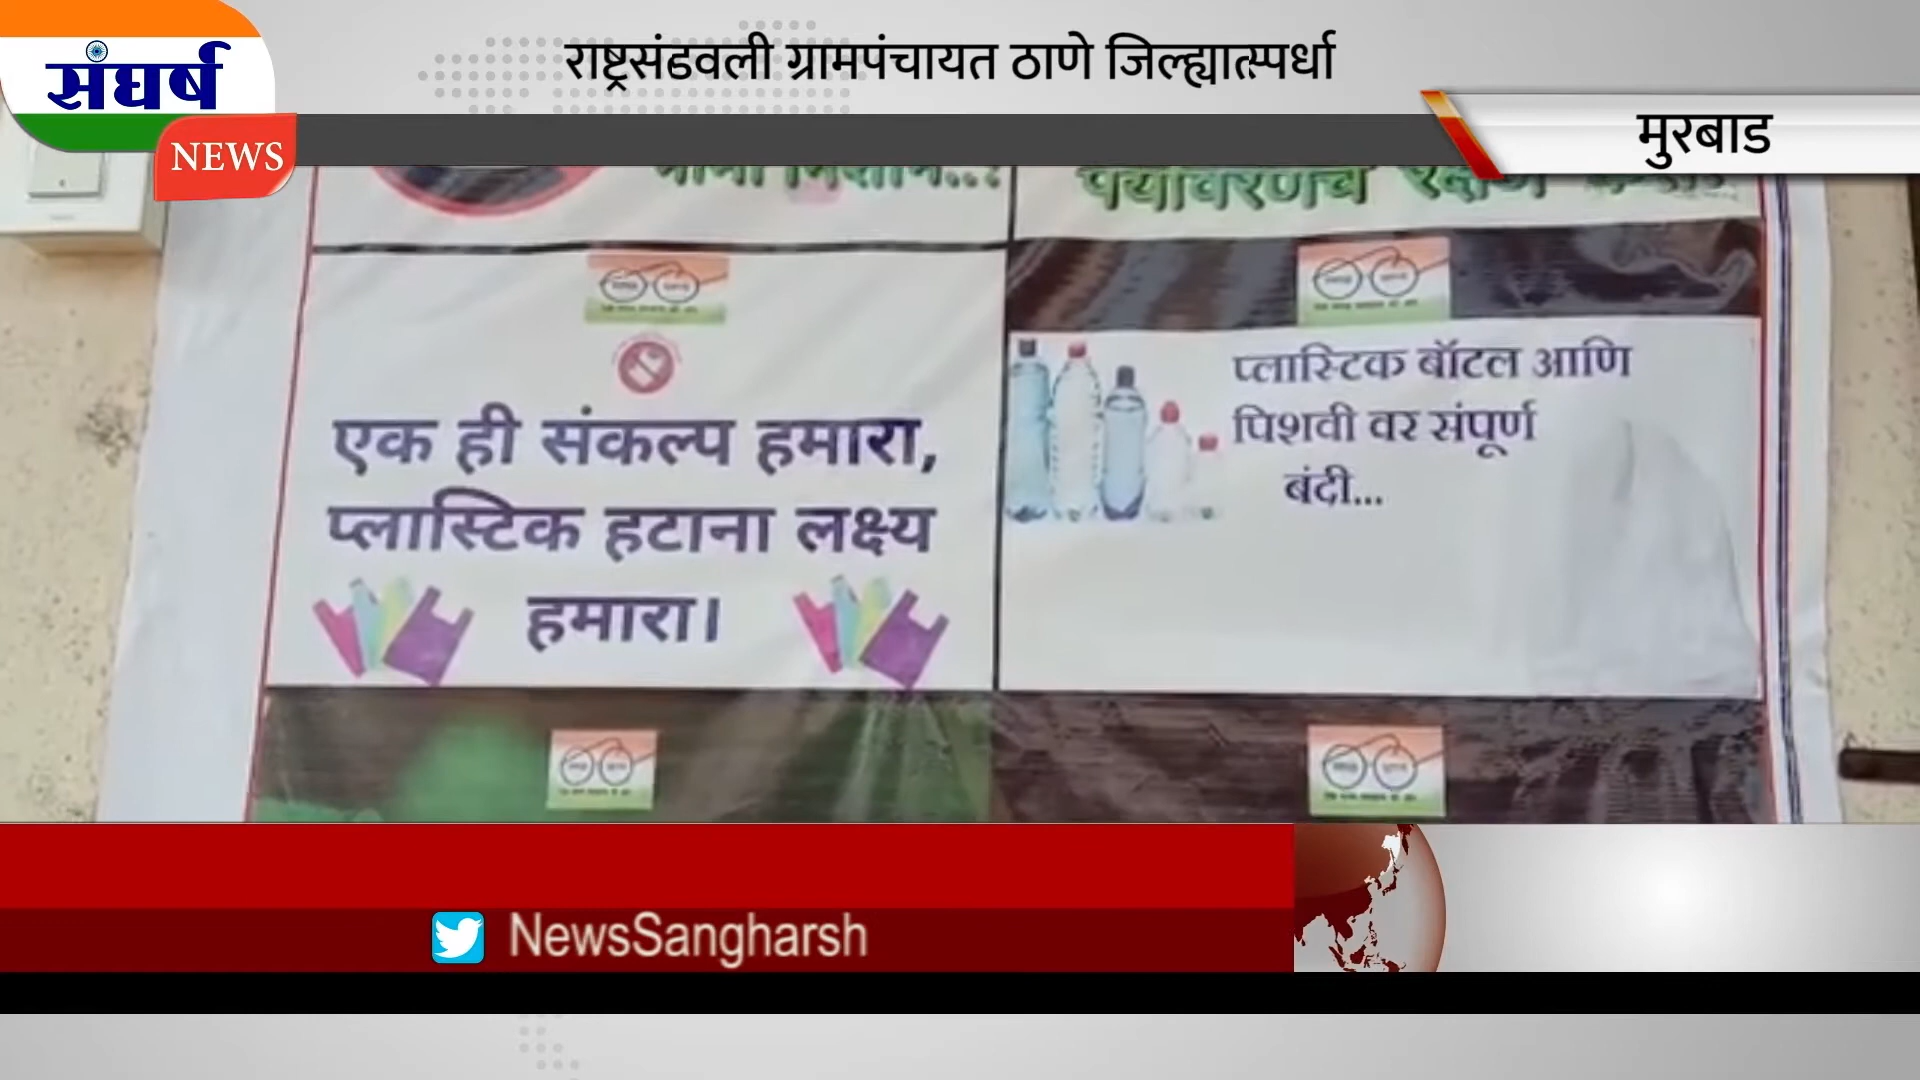 राष्ट्रसंडवली ग्रामपंचायत ठाणे जिल्ह्यात
स्पर्धा
संघर्ष
NEWS
मुरबाड
एक ही संकल्प हमारा,
प्लास्टिक हटाना लक्ष्य
हमारा।
प्लास्टिक बॉटल आणि
पिशवी वर संपूर्ण
बंदी...
NewsSangharsh